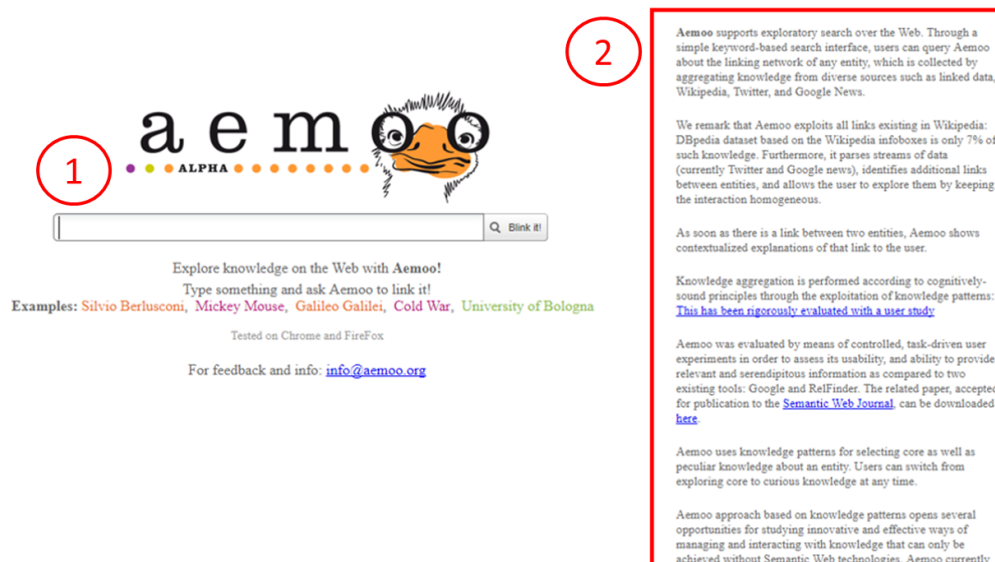 aemoo
ALPHA
1
Blink it!
Explore knowledge on the Web with Aemoo!
Type something and ask Aemoo to link it!
Examples: Silvio Berlusconi, Mickey Mouse, Galileo Galilei, Cold War, University of Bologna
Tested on Chrome and FireFox
For feedback and info: info@aemoo.org
2
Aemoo supports exploratory search over the Web. Through a
simple keyword-based search interface, users can query Aemoo
about the linking network of any entity, which is collected by
aggregating knowledge from diverse sources such as linked data,
Wikipedia, Twitter, and Google News.
We remark that Aemoo exploits all links existing in Wikipedia:
DBpedia dataset based on the Wikipedia infoboxes is only 7% of
such knowledge. Furthermore, it parses streams of data
(currently Twitter and Google news), identifies additional links
between entities, and allows the user to explore them by keeping
the interaction homogeneous.
As soon as there is a link between two entities, Aemoo shows
contextualized explanations of that link to the user.
Knowledge aggregation is performed according to cognitively-
sound principles through the exploitation of knowledge patterns:
This has been rigorously evaluated with a user study
Aemoo was evaluated by means of controlled, task-driven user
experiments in order to assess its usability, and ability to provide
relevant and serendipitous information as compared to two
existing tools: Google and RelFinder. The related paper, accepted
for publication to the Semantic Web Journal, can be downloaded
here.
Aemoo uses knowledge patterns for selecting core as well as
peculiar knowledge about an entity. Users can switch from
exploring core to curious knowledge at any time.
Aemoo approach based on knowledge patterns opens several
opportunities for studying innovative and effective ways of
managing and interacting with knowledge that can only be
achieved without Semantic Web technologies. Aemoo currently